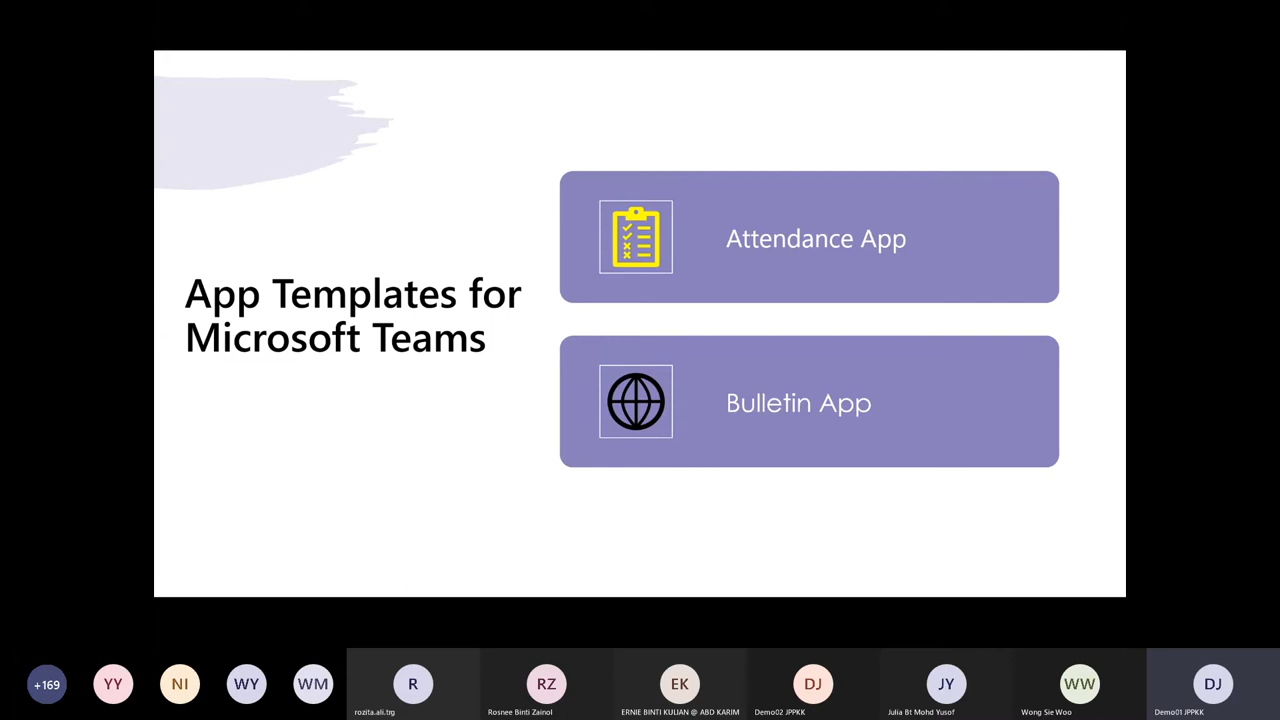 App Templates for
Microsoft Teams
Attendance App
Bulletin App
+169
YY
NI
WY
WM
R
rozita.ali.trg
RZ
Rosnee Binti Zainol
EK
ERNIE BINTI KULIAN @ ABD KARIM
DJ
Demo02 JPPKK
JY
Julia Bt Mohd Yusof
WW
Wong Sie Woo
DJ
Demo01 JPPKK